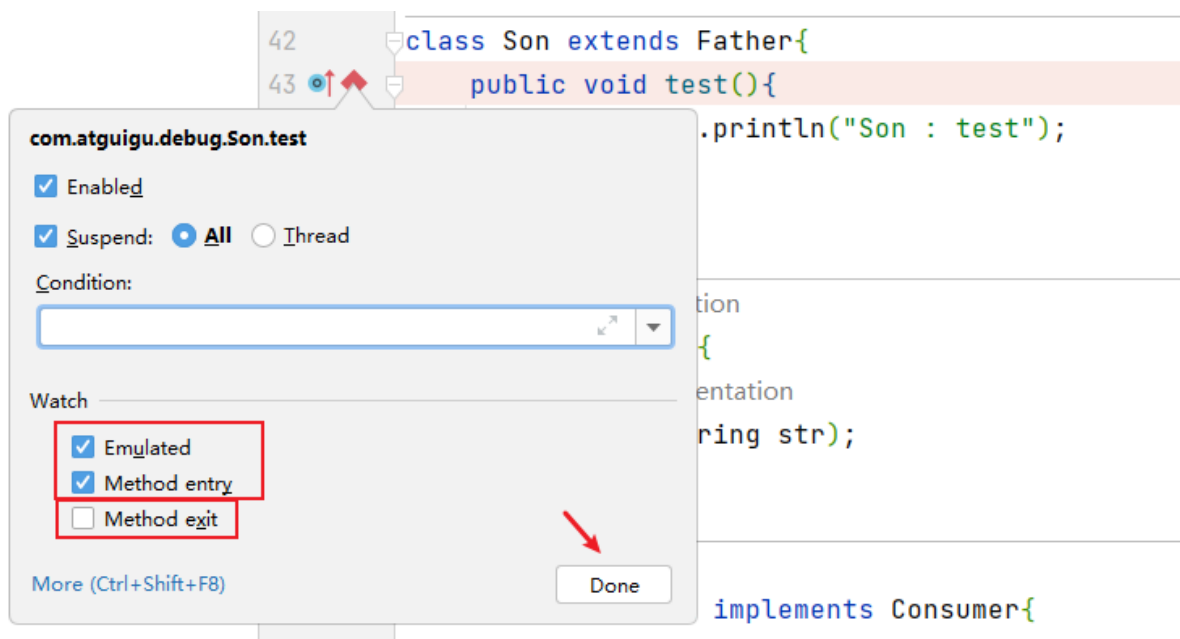 42 class Son extends Father{
43 public void test(){
com.atguigu.debug.Son.test
.println("Son : test");
Enabled
Suspend: All Thread
Condition:
tion
{
Watch
entation
ring str);
Emulated
Method entry
Method exit
More (Ctrl+Shift+F8)
Done
implements Consumer{